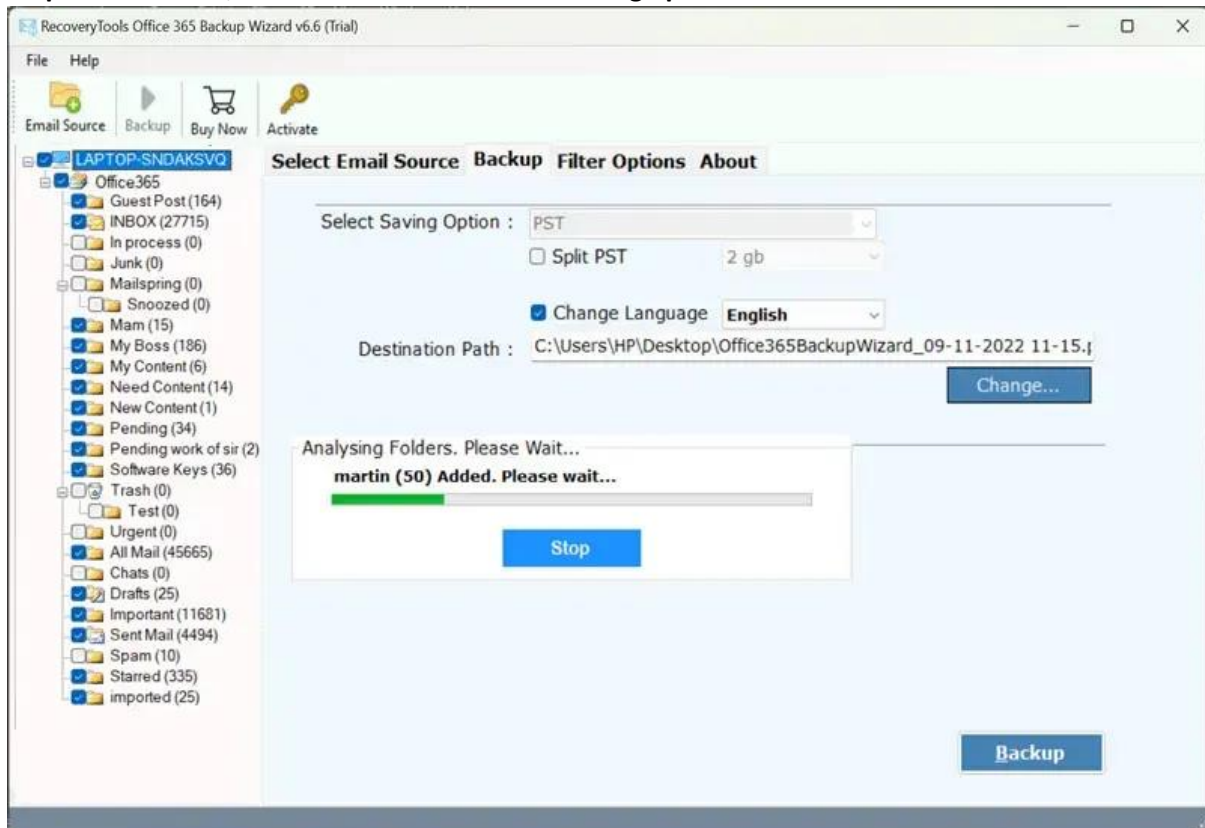 RecoveryTools Office 365 Backup Wizard v6.6 (Trial)
File Help
Email Source Backup Buy Now Activate
LAPTOP-SNDAKSVQ
Office365
Guest Post (164)
INBOX (27715)
In process (0)
Junk (0)
Mailspring (0)
Snoozed (0)
Mam (15)
My Boss (186)
My Content (6)
Need Content (14)
New Content (1)
Pending (34)
Pending work of sir (2)
Software Keys (36)
Trash (0)
Test (0)
Urgent (0)
All Mail (45665)
Chats (0)
Drafts (25)
Important (11681)
Sent Mail (4494)
Spam (10)
Starred (335)
imported (25)
Select Email Source Backup Filter Options About
Select Saving Option : PST
Split PST 2 gb
Change Language English
Destination Path : C:\Users\HP\Desktop\Office365BackupWizard_09-11-2022 11-15.p
Change...
Analysing Folders. Please Wait...
martin (50) Added. Please wait...
Stop
Backup